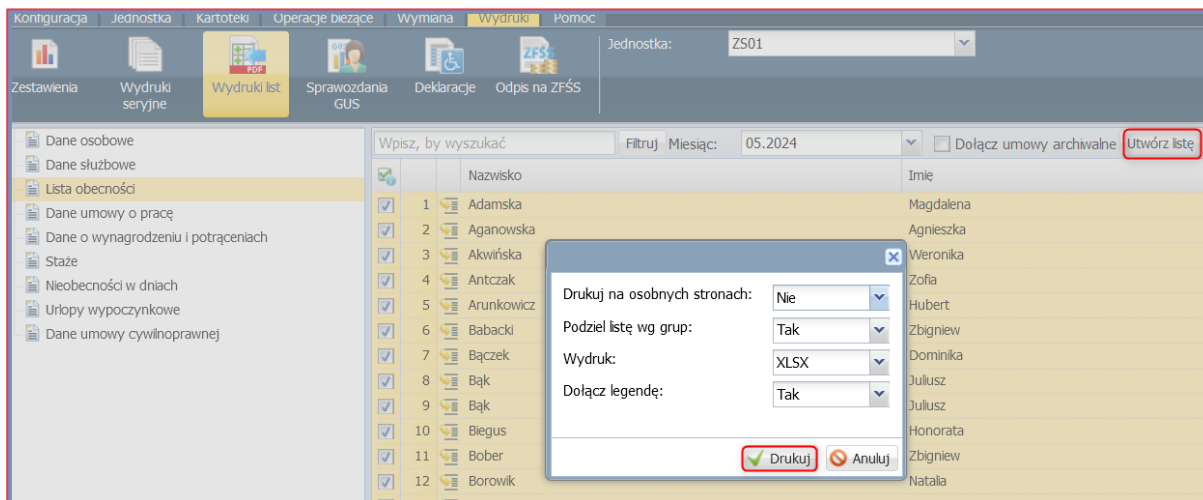 Konfiguracja Jednostka Kartoteki Operacje bieżące Wymiana Wydruki Pomoc
Jednostka: ZS01
GUS ZFŚS
PDF
Zestawienia Wydruki seryjne Wydruki list Sprawozdania GUS Deklaracje Odpis na ZFŚS
Dane osobowe
Dane służbowe
Lista obecności
Dane umowy o pracę
Dane o wynagrodzeniu i potrąceniach
Staże
Nieobecności w dniach
Urlopy wypoczynkowe
Dane umowy cywilnoprawnej
Wpisz, by wyszukać Filtruj Miesiąc: 05.2024 Dołącz umowy archiwalne Utwórz listę
Nazwisko Imię
1 Adamska Magdalena
2 Aganowska Agnieszka
3 Akwińska Weronika
4 Antczak Zofia
5 Arunkowicz Hubert
6 Babacki Zbigniew
7 Bączek Dominika
8 Bąk Juliusz
9 Bąk Juliusz
10 Biegus Honorata
11 Bober Zbigniew
12 Borowik Natalia
Drukuj na osobnych stronach: Nie
Podziel listę wg grup: Tak
Wydruk: XLSX
Dołącz legendę: Tak
Drukuj Anuluj